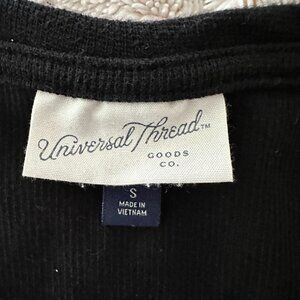 Universal Thread™
GOODS
CO.
S
MADE IN
VIETNAM